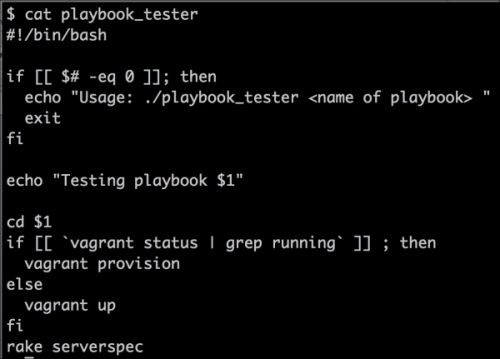 $ cat playbook_tester
#!/bin/bash
if [[ $# -eq 0 ]]; then
echo "Usage: ./playbook_tester <name of playbook> "
exit
fi
echo "Testing playbook $1"
cd $1
if [[ `vagrant status | grep running` ]] ; then
vagrant provision
else
vagrant up
fi
rake serverspec